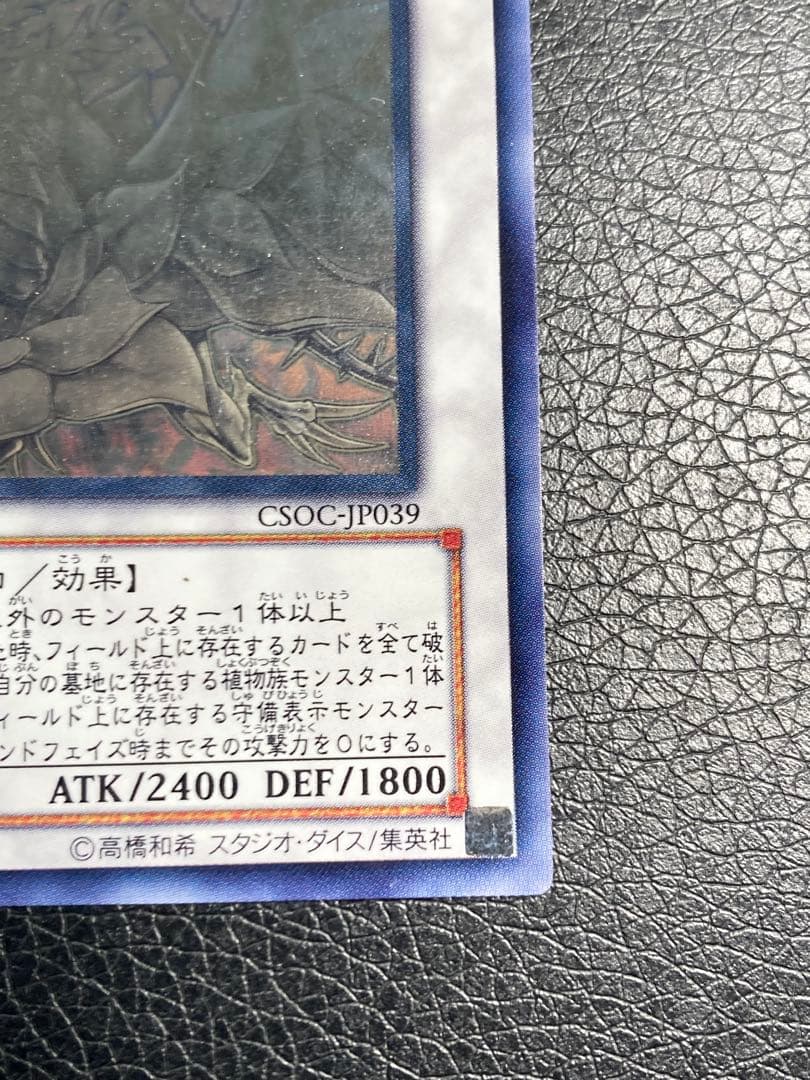 CSOC-JP039
／効果】
外のモンスター１体以上
時、フィールド上に存在するカードを全て破
自分の墓地に存在する植物族モンスター１体
ィールド上に存在する守備表示モンスター
ンドフェイズ時までその攻撃力を０にする。
ATK/2400 DEF/1800
©高橋和希 スタジオ・ダイス/集英社